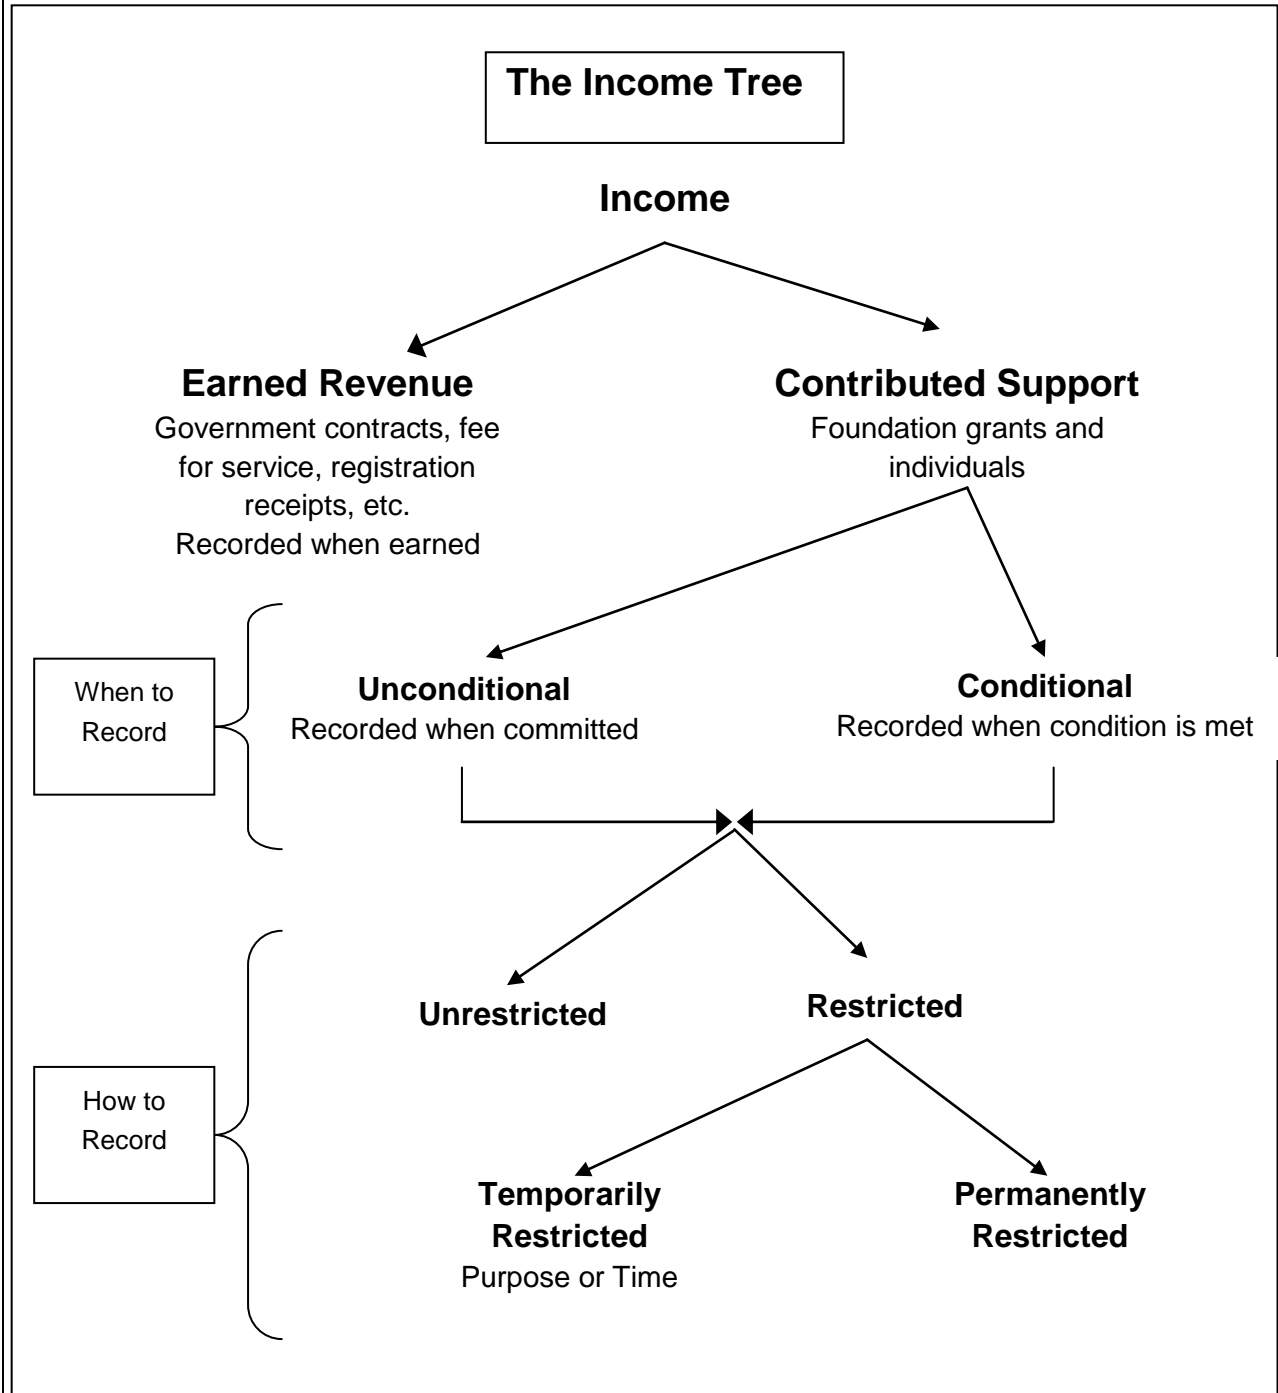 The Income Tree
Income
Earned Revenue
Government contracts, fee
for service, registration
receipts, etc.
Recorded when earned
Contributed Support
Foundation grants and
individuals
When to
Record
Unconditional
Recorded when committed
Conditional
Recorded when condition is met
How to
Record
Unrestricted
Restricted
Temporarily
Restricted
Purpose or Time
Permanently
Restricted